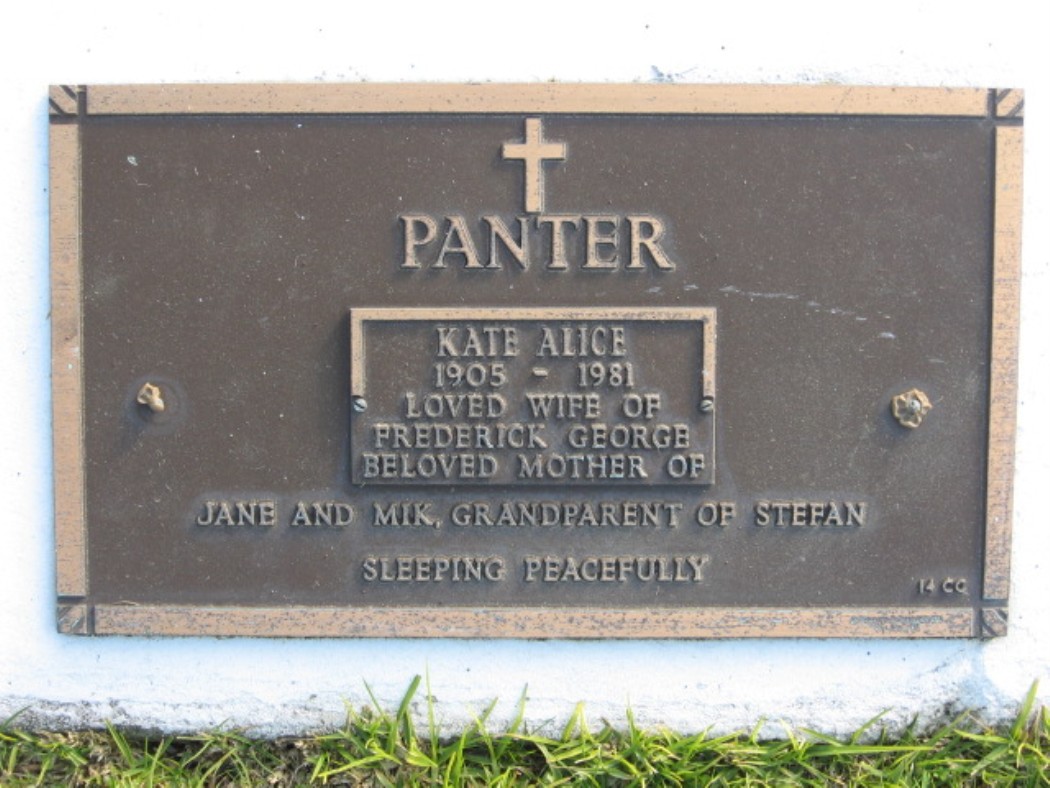 PANTER
KATE ALICE
1905 - 1981
LOVED WIFE OF
FREDERICK GEORGE
BELOVED MOTHER OF
JANE AND MIK, GRANDPARENT OF STEFAN
SLEEPING PEACEFULLY
14 CQ